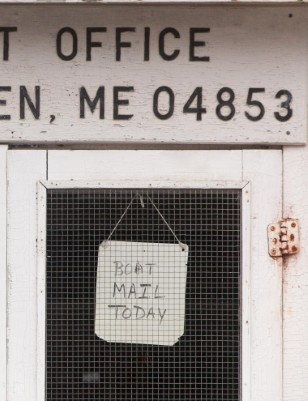 T OFFICE
EN, ME 04853
BOAT
MAIL
TODAY